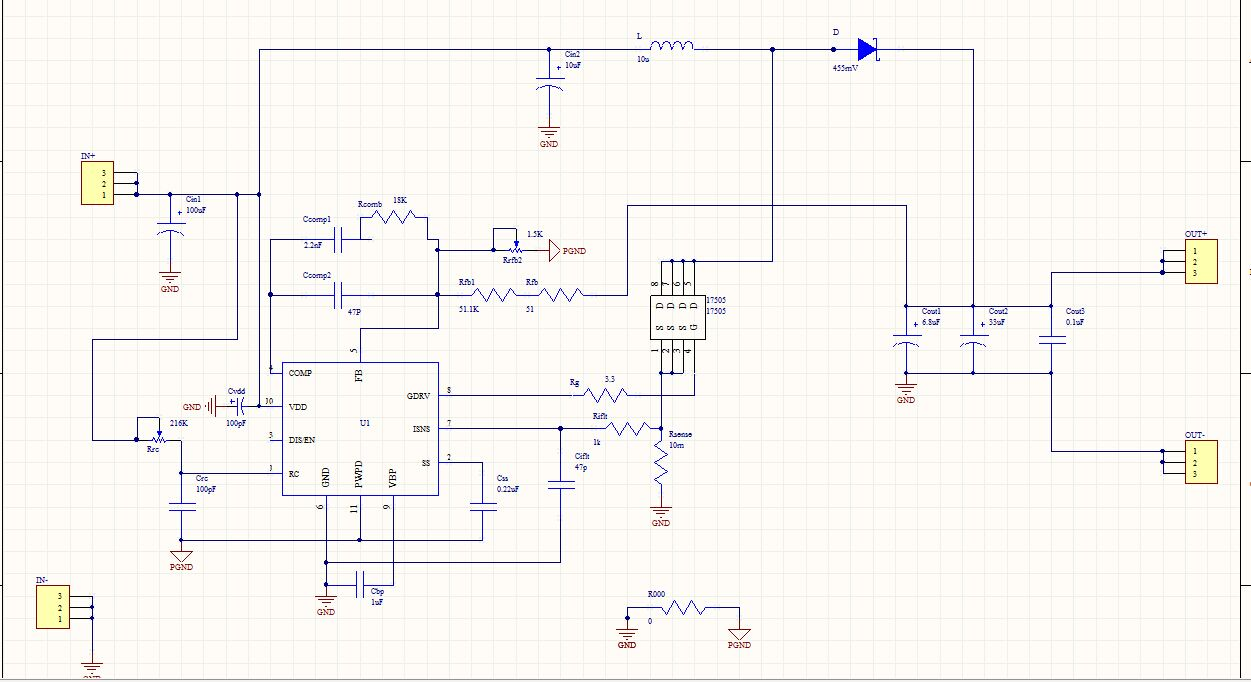 L
10u
D
455mV
Cin2
10uF
+
GND
IN+
3
2
1
Cin1
100uF
+
GND
Rcomb 18K
Ccomp1
2.2nF
1.5K
Rrfb2
PGND
Ccomp2
47P
Rfb1 Rfb
51.1K 51
OUT+
1
2
3
8 7 6 5
D D D D
S S S G
1 2 3 4
17505
17505
Cout1
6.8uF
+
Cout2
33uF
+
Cout3
0.1uF
GND
5
FB
4 COMP
Cvdd
+
GND
100pF
10 VDD
GDRV 8
Rg 3.3
U1
ISNS 7
Riflt
1k
Rsense
10m
GND
216K
Rrc
3 DIS/EN
SS 2
Ciflt
47p
1 RC
Crc
100pF
Css
0.22uF
GND PWPD VBP
6 11 9
PGND
OUT-
1
2
3
Cbp
1uF
GND
IN-
3
2
1
GND
R000
0
GND
PGND